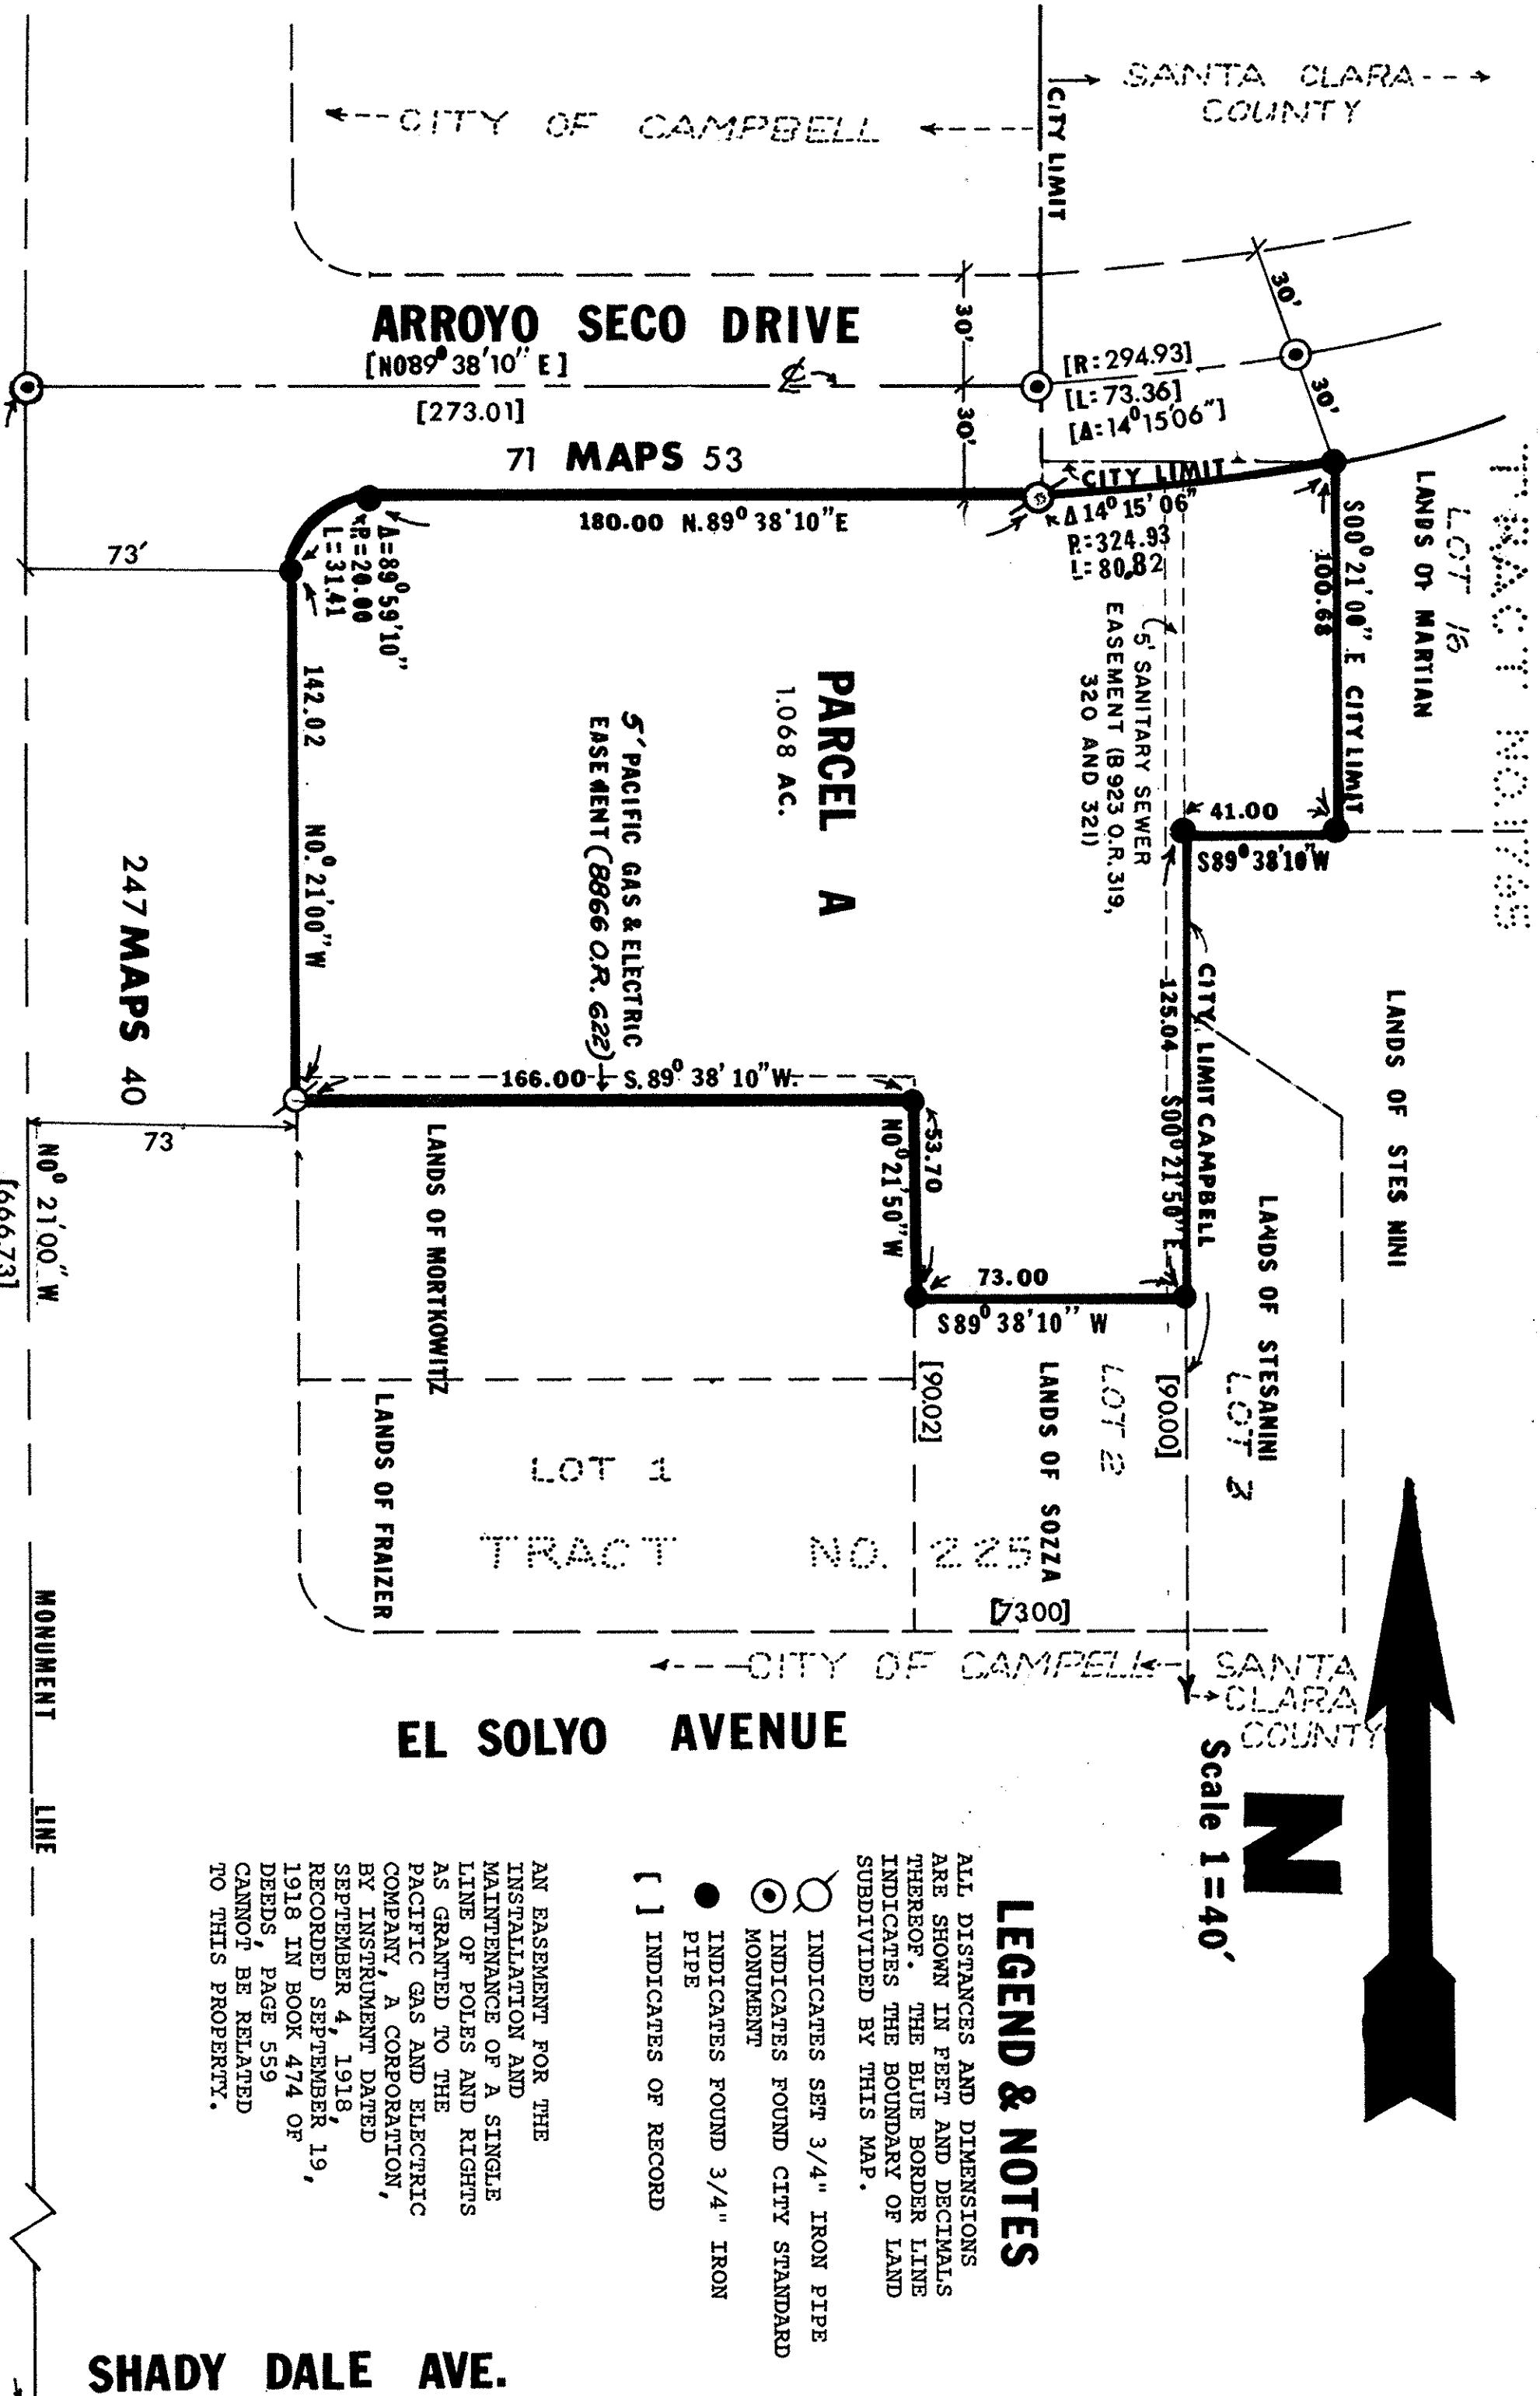 SANTA CLARA
COUNTY
CITY OF CAMPBELL
CITY LIMIT
ARROYO SECO DRIVE
[N089° 38'10" E]
[273.01]
30'
30'
30'
30'
[R:294.93]
[L:73.36]
[Δ:14° 15'06"]
71 MAPS 53
CITY LIMIT
180.00 N.89° 38'10"E
Δ 14° 15' 06"
R:324.93
L:80.82
TRACT NO. 1765
LOT 16
LANDS OF MARTIAN
S00° 21'00" E CITY LIMIT
100.68
73'
Δ=89° 59'10"
R=20.00
L=31.41
5' SANITARY SEWER
EASEMENT (B 923 O.R. 319,
320 AND 321)
41.00
S89° 38'10"W
PARCEL A
1.068 AC.
5' PACIFIC GAS & ELECTRIC
EASEMENT (8866 O.R. 622)
142.02 N0.° 21'00" W
247 MAPS 40
73
N0° 21'00" W
[666.73]
166.00 S. 89° 38' 10"W.
53.70
N0° 21'50" W
CITY LIMIT CAMPBELL
125.04 S00° 21'50" E
LANDS OF STES NINI
LANDS OF STESANINI
LOT 3
73.00
S89° 38'10" W
[90.02]
[90.00]
LANDS OF MORTKOWITZ
LANDS OF FRAIZER
LANDS OF SOZZA
LOT 2
LOT 1
TRACT NO. 225
[7300]
CITY OF CAMPELL
SANTA
CLARA
COUNTY
EL SOLYO AVENUE
MONUMENT LINE
N
Scale 1=40'
LEGEND & NOTES
ALL DISTANCES AND DIMENSIONS
ARE SHOWN IN FEET AND DECIMALS
THEREOF. THE BLUE BORDER LINE
INDICATES THE BOUNDARY OF LAND
SUBDIVIDED BY THIS MAP.
INDICATES SET 3/4" IRON PIPE
INDICATES FOUND CITY STANDARD
MONUMENT
INDICATES FOUND 3/4" IRON
PIPE
[ ] INDICATES OF RECORD
AN EASEMENT FOR THE
INSTALLATION AND
MAINTENANCE OF A SINGLE
LINE OF POLES AND RIGHTS
AS GRANTED TO THE
PACIFIC GAS AND ELECTRIC
COMPANY, A CORPORATION,
BY INSTRUMENT DATED
SEPTEMBER 4, 1918,
RECORDED SEPTEMBER 19,
1918 IN BOOK 474 OF
DEEDS, PAGE 559
CANNOT BE RELATED
TO THIS PROPERTY.
SHADY DALE AVE.